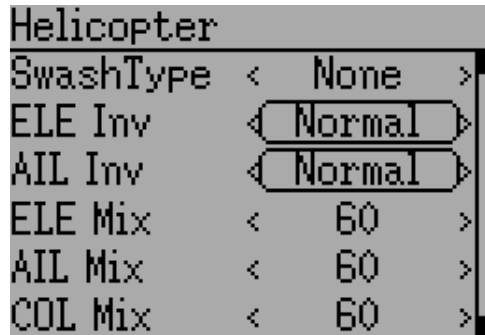 Helicopter
SwashType < None >
ELE Inv Normal
AIL Inv Normal
ELE Mix < 60 >
AIL Mix < 60 >
COL Mix < 60 >